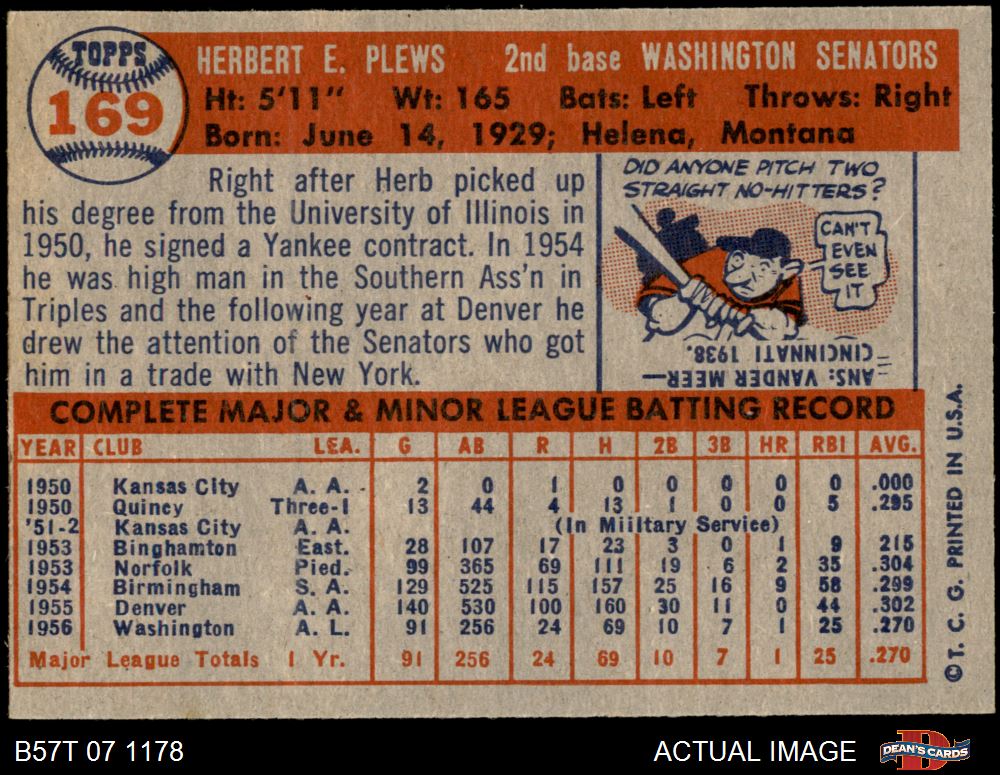 TOPPS
169
HERBERT E. PLEWS 2nd base WASHINGTON SENATORS
Ht: 5'11" Wt: 165 Bats: Left Throws: Right
Born: June 14, 1929; Helena, Montana
Right after Herb picked up
his degree from the University of Illinois in
1950, he signed a Yankee contract. In 1954
he was high man in the Southern Ass'n in
Triples and the following year at Denver he
drew the attention of the Senators who got
him in a trade with New York.
DID ANYONE PITCH TWO
STRAIGHT NO-HITTERS?
CAN'T
EVEN
SEE
IT
ANS: VANDER MEER—
CINCINNATI 1938.
COMPLETE MAJOR & MINOR LEAGUE BATTING RECORD
YEAR CLUB LEA. G AB R H 2B 3B HR RBI AVG.
1950 Kansas City A. A. 2 0 1 0 0 0 0 0 .000
1950 Quincy Three-I 13 44 4 13 1 0 0 5 .295
'51-2 Kansas City A. A. (In Miiltary Service)
1953 Binghamton East. 28 107 17 23 3 0 1 9 .215
1953 Norfolk Pied. 99 365 69 111 19 6 2 35 .304
1954 Birmingham S. A. 129 525 115 157 25 16 9 58 .299
1955 Denver A. A. 140 530 100 160 30 11 0 44 .302
1956 Washington A. L. 91 256 24 69 10 7 1 25 .270
Major League Totals 1 Yr. 91 256 24 69 10 7 1 25 .270
©T. C. G. PRINTED IN U.S.A.
B57T 07 1178
ACTUAL IMAGE
DEAN'S CARDS